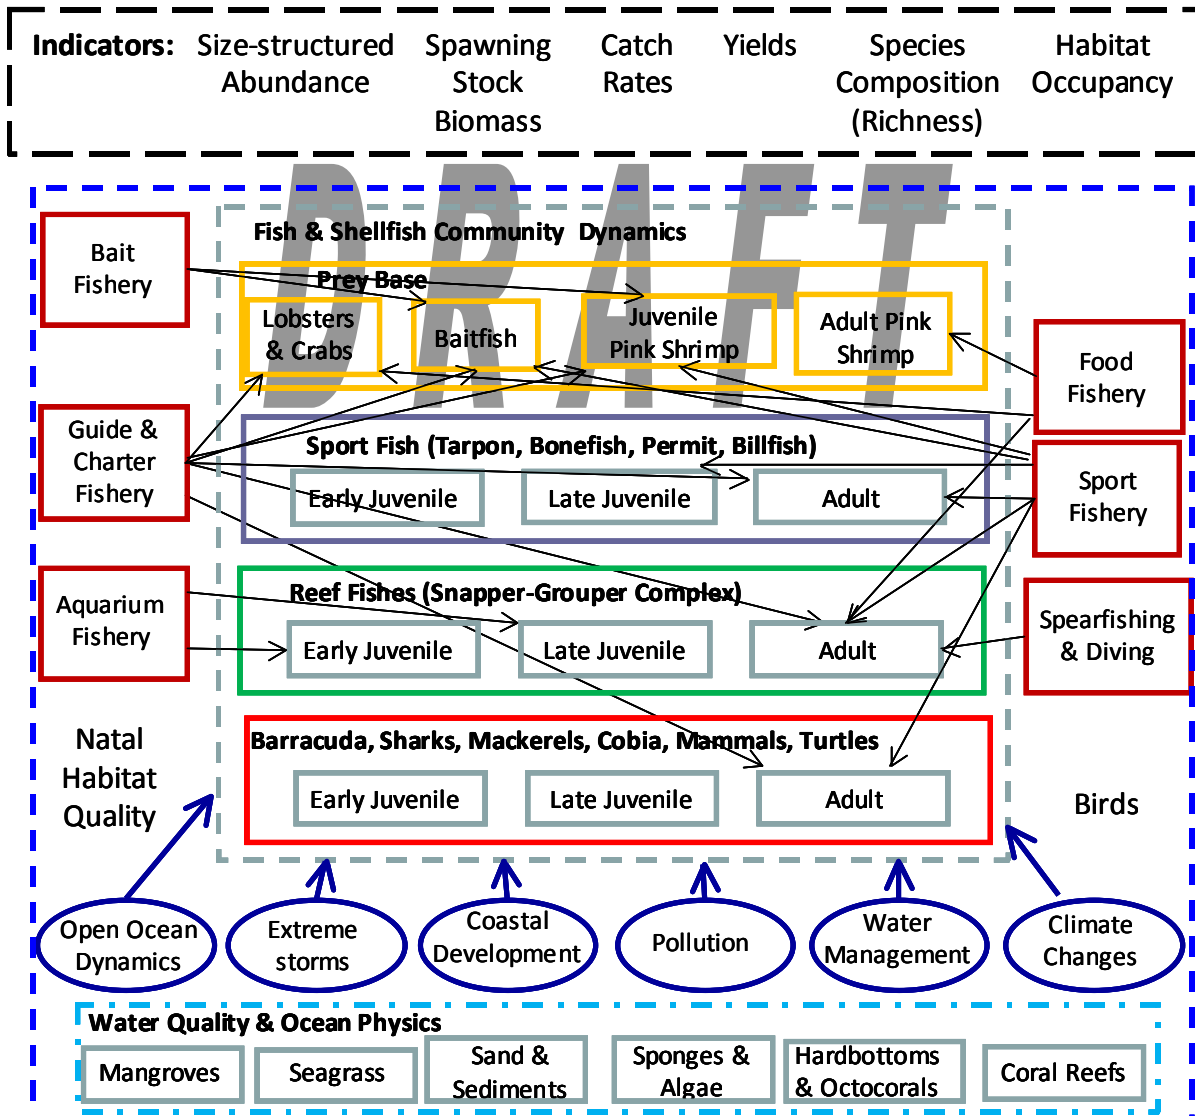 Indicators:
Size-structured
Abundance
Spawning
Stock
Biomass
Catch
Rates
Yields
Species
Composition
(Richness)
Habitat
Occupancy
DRAFT
Fish & Shellfish Community Dynamics
Prey Base
Lobsters
& Crabs
Baitfish
Juvenile
Pink Shrimp
Adult Pink
Shrimp
Bait
Fishery
Guide &
Charter
Fishery
Aquarium
Fishery
Food
Fishery
Sport
Fishery
Spearfishing
& Diving
Sport Fish (Tarpon, Bonefish, Permit, Billfish)
Early Juvenile
Late Juvenile
Adult
Reef Fishes (Snapper-Grouper Complex)
Early Juvenile
Late Juvenile
Adult
Barracuda, Sharks, Mackerels, Cobia, Mammals, Turtles
Early Juvenile
Late Juvenile
Adult
Natal
Habitat
Quality
Birds
Open Ocean
Dynamics
Extreme
storms
Coastal
Development
Pollution
Water
Management
Climate
Changes
Water Quality & Ocean Physics
Mangroves
Seagrass
Sand &
Sediments
Sponges &
Algae
Hardbottoms
& Octocorals
Coral Reefs